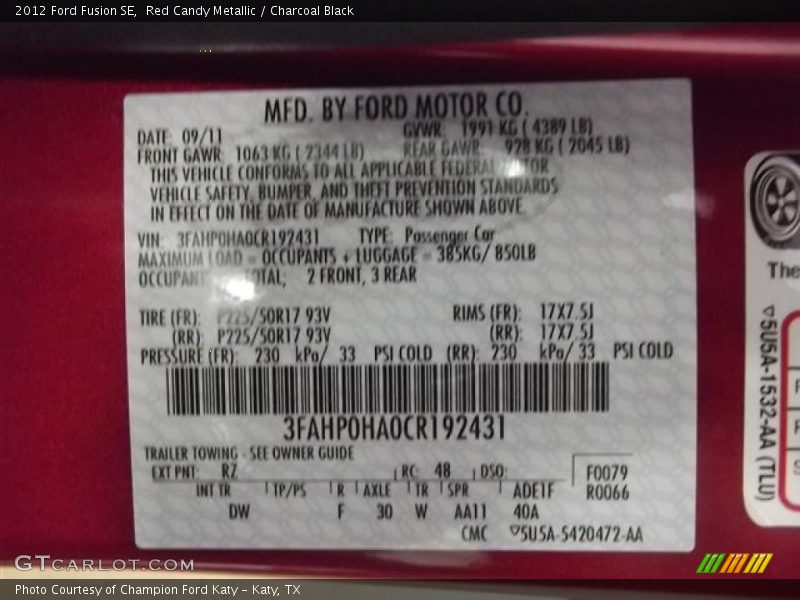 2012 Ford Fusion SE, Red Candy Metallic / Charcoal Black
MFD. BY FORD MOTOR CO.
DATE: 09/11 GVWR: 1991 KG ( 4389 LB)
FRONT GAWR: 1063 KG ( 2344 LB) REAR GAWR: 928 KG ( 2045 LB)
THIS VEHICLE CONFORMS TO ALL APPLICABLE FEDERAL MOTOR
VEHICLE SAFETY, BUMPER, AND THEFT PREVENTION STANDARDS
IN EFFECT ON THE DATE OF MANUFACTURE SHOWN ABOVE
VIN: 3FAHP0HA0CR192431 TYPE: Passenger Car
MAXIMUM LOAD = OCCUPANTS + LUGGAGE = 385KG/ 850LB
2 FRONT, 3 REAR
TIRE (FR): P225/50R17 93V RIMS (FR): 17X7.5J
(RR): P225/50R17 93V (RR): 17X7.5J
PRESSURE (FR): 230 kPa/ 33 PSI COLD (RR): 230 kPa/ 33 PSI COLD
3FAHP0HA0CR192431
TRAILER TOWING - SEE OWNER GUIDE
EXT PNT: RZ RC: 48 DSO: F0079
INT TR TP/PS R AXLE TR SPR ADE1F R0066
DW F 30 W AA11 40A
CMC ▽5U5A-5420472-AA
The
▽5U5A-1532-AA (TLU)
GTCARLOT.COM
Photo Courtesy of Champion Ford Katy – Katy, TX